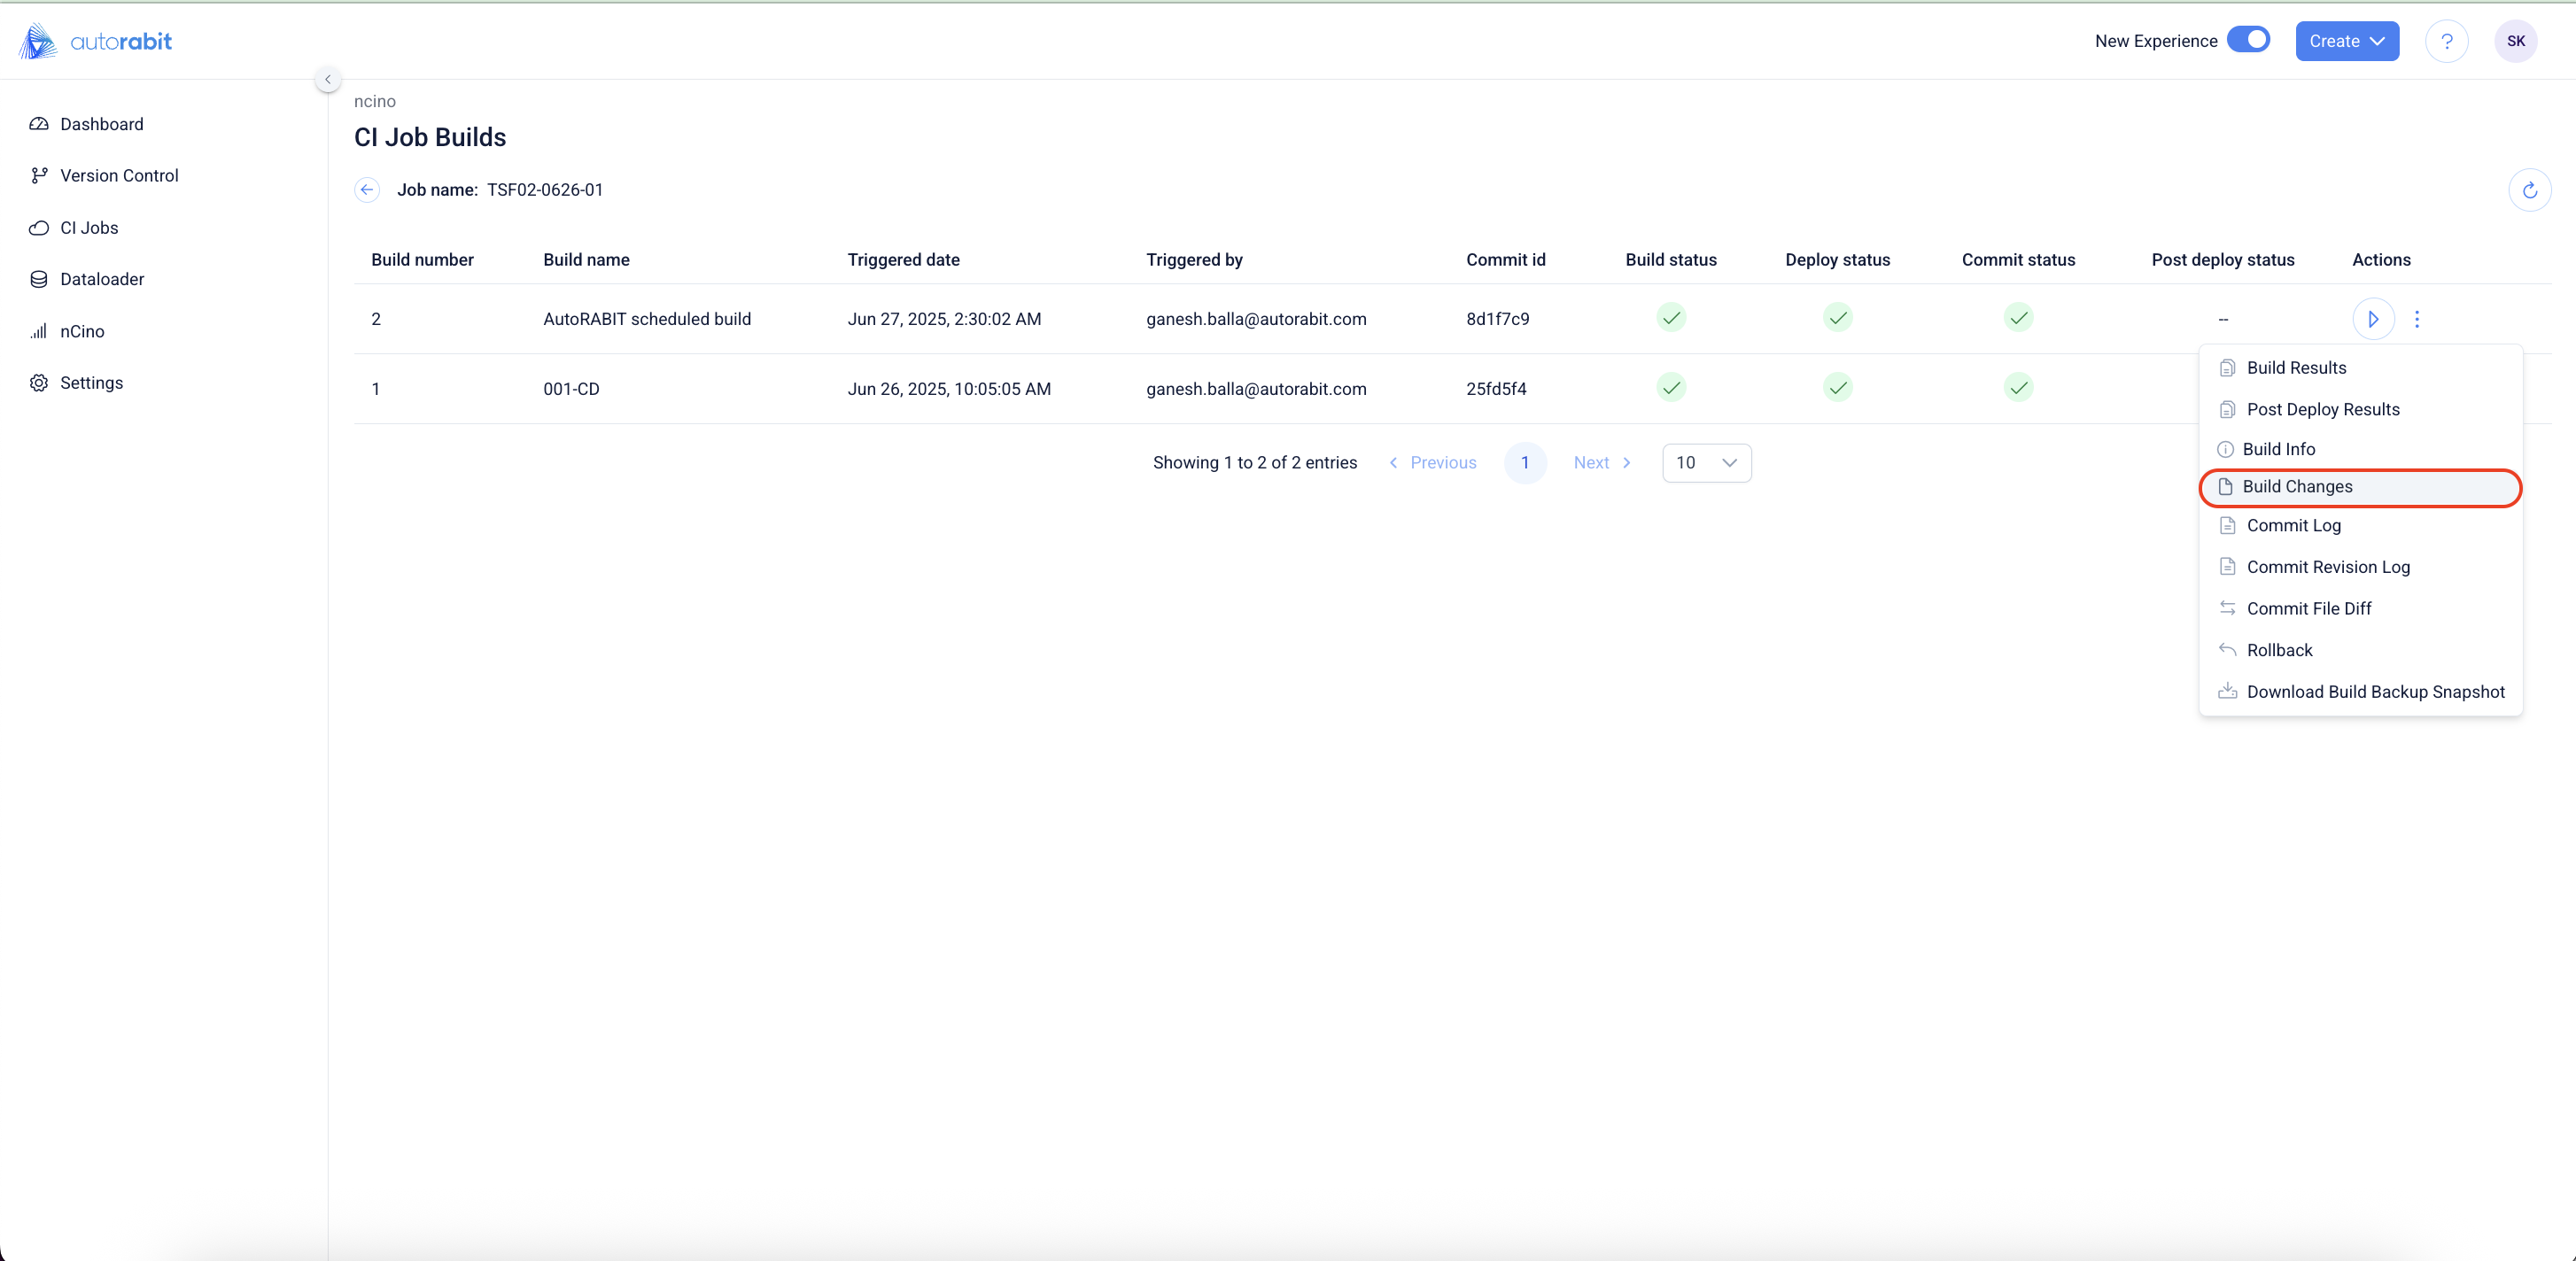 autorabit
New Experience
Create
?
SK
Dashboard
Version Control
CI Jobs
Dataloader
nCino
Settings
ncino
CI Job Builds
Job name: TSF02-0626-01
Build number Build name Triggered date Triggered by Commit id Build status Deploy status Commit status Post deploy status Actions
2 AutoRABIT scheduled build Jun 27, 2025, 2:30:02 AM ganesh.balla@autorabit.com 8d1f7c9 --
1 001-CD Jun 26, 2025, 10:05:05 AM ganesh.balla@autorabit.com 25fd5f4
Showing 1 to 2 of 2 entries Previous 1 Next 10
Build Results
Post Deploy Results
Build Info
Build Changes
Commit Log
Commit Revision Log
Commit File Diff
Rollback
Download Build Backup Snapshot